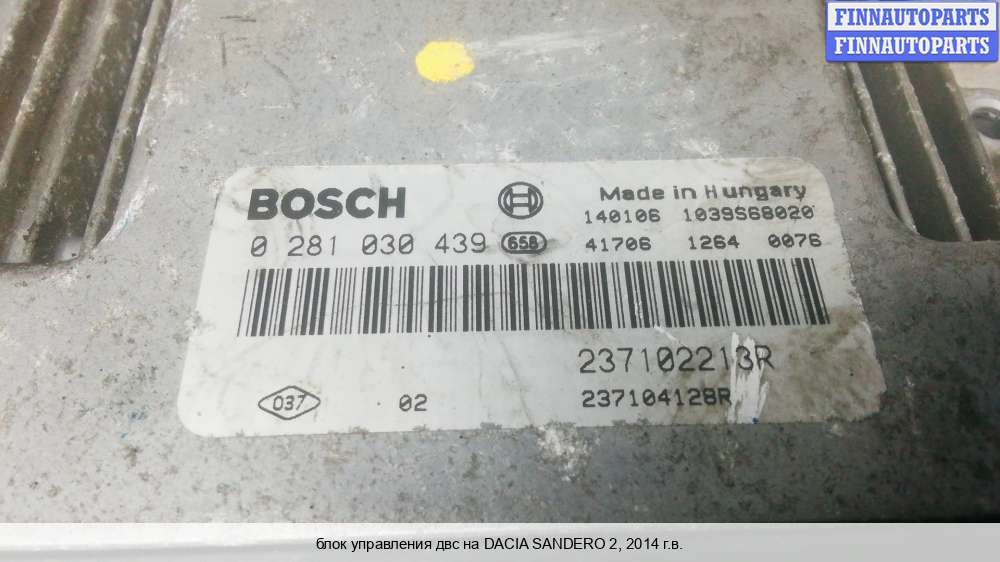 FINNAUTOPARTS
FINNAUTOPARTS
BOSCH
Made in Hungary
140106 1039S68020
0 281 030 439 658 41706 1264 0076
237102213R
037 02 237104128R
блок управления двс на DACIA SANDERO 2, 2014 г.в.